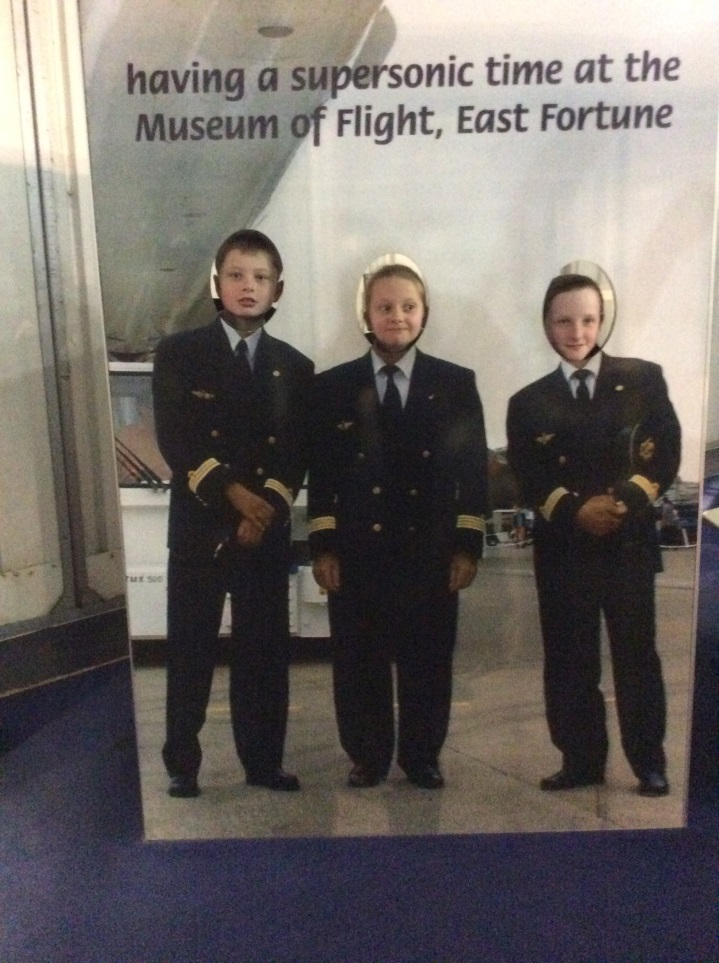 having a supersonic time at the
Museum of Flight, East Fortune